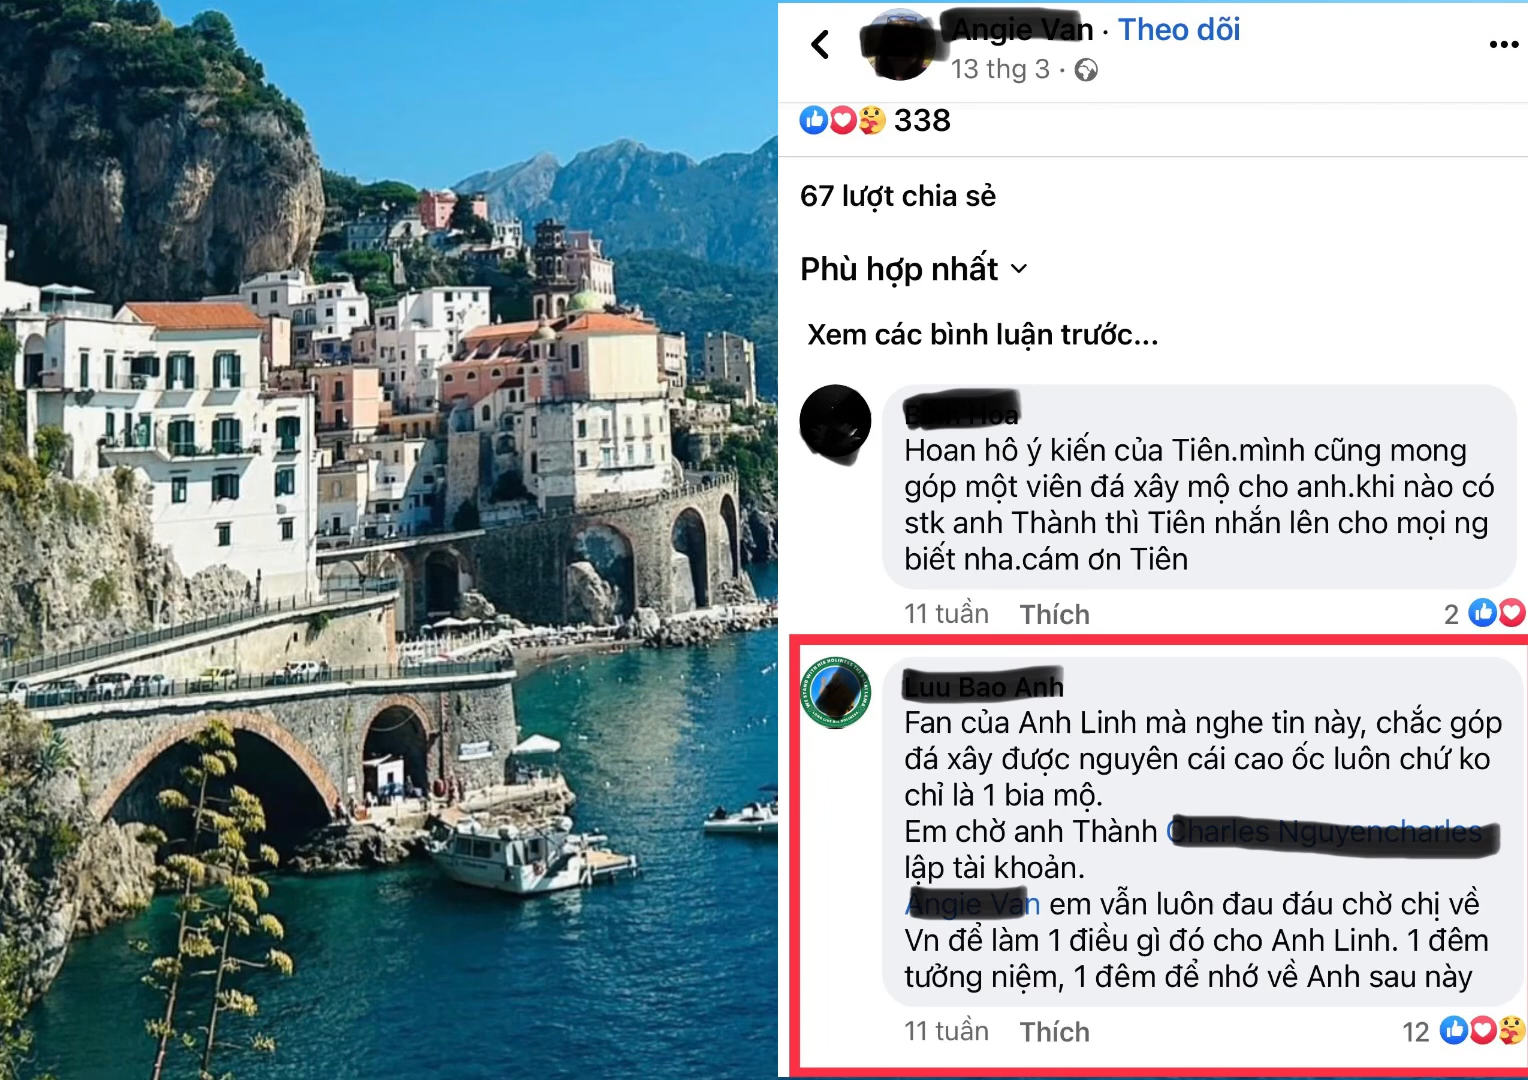 Angie Van · Theo dõi
13 thg 3 ·
338
67 lượt chia sẻ
Phù hợp nhất
Xem các bình luận trước...
Hoa
Hoan hô ý kiến của Tiên.mình cũng mong
góp một viên đá xây mộ cho anh.khi nào có
stk anh Thành thì Tiên nhắn lên cho mọi ng
biết nha.cám ơn Tiên
11 tuần Thích
2
Luu Bao Anh
Fan của Anh Linh mà nghe tin này, chắc góp
đá xây được nguyên cái cao ốc luôn chứ ko
chỉ là 1 bia mộ.
Em chờ anh Thành Charles Nguyencharles
lập tài khoản.
Angie Van em vẫn luôn đau đáu chờ chị về
Vn để làm 1 điều gì đó cho Anh Linh. 1 đêm
tưởng niệm, 1 đêm để nhớ về Anh sau này
11 tuần Thích
12